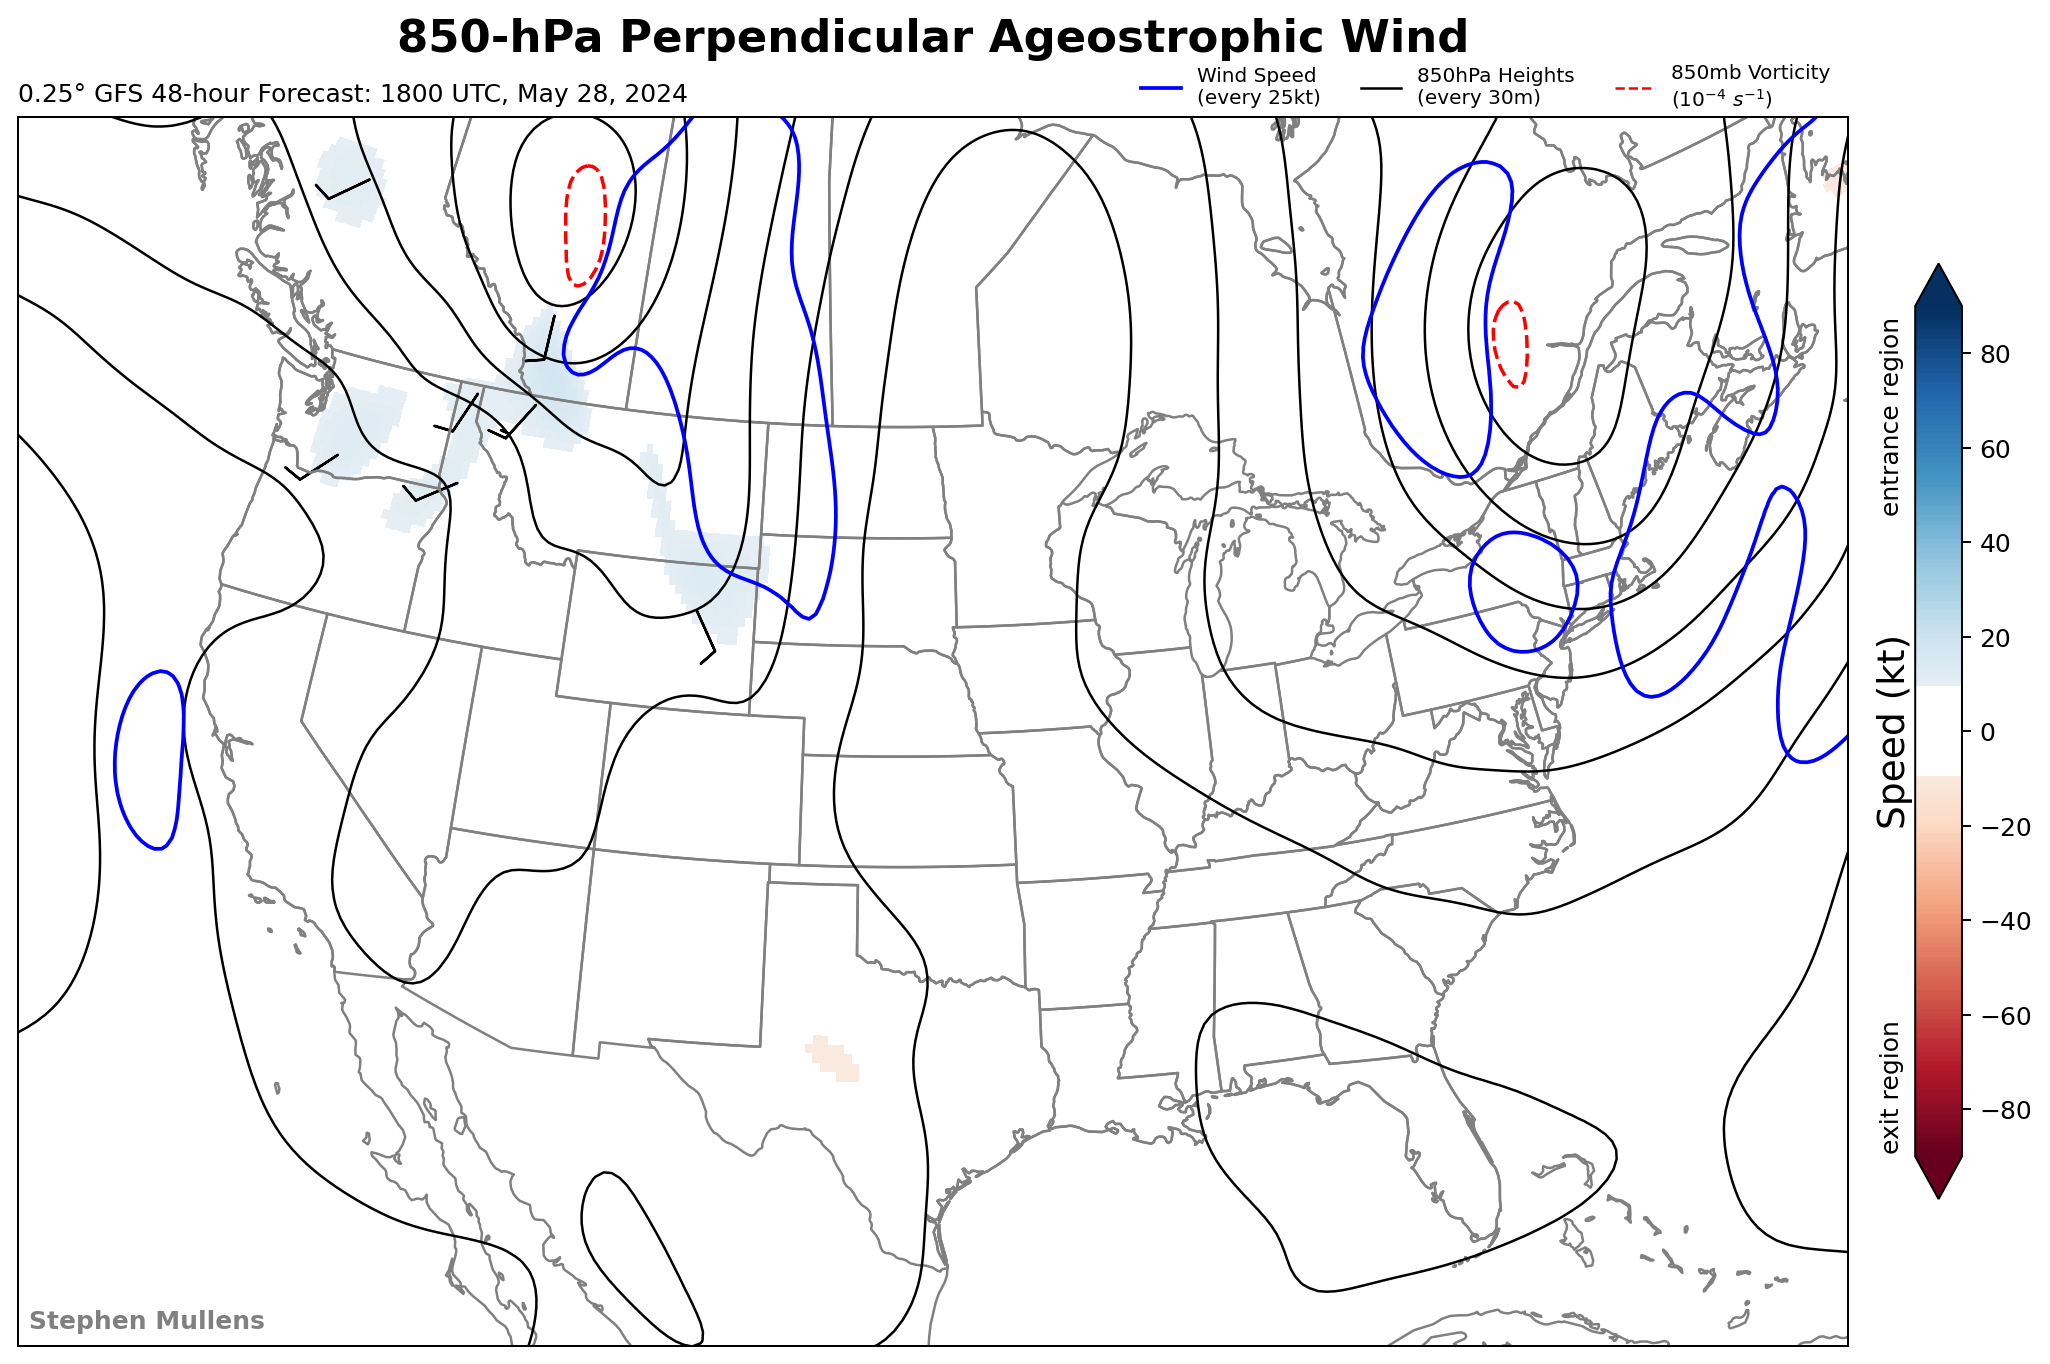 850-hPa Perpendicular Ageostrophic Wind
0.25° GFS 48-hour Forecast: 1800 UTC, May 28, 2024
Wind Speed
(every 25kt)
850hPa Heights
(every 30m)
850mb Vorticity
(10⁻⁴ s⁻¹)
entrance region
Speed (kt)
exit region
80
60
40
20
0
−20
−40
−60
−80
Stephen Mullens